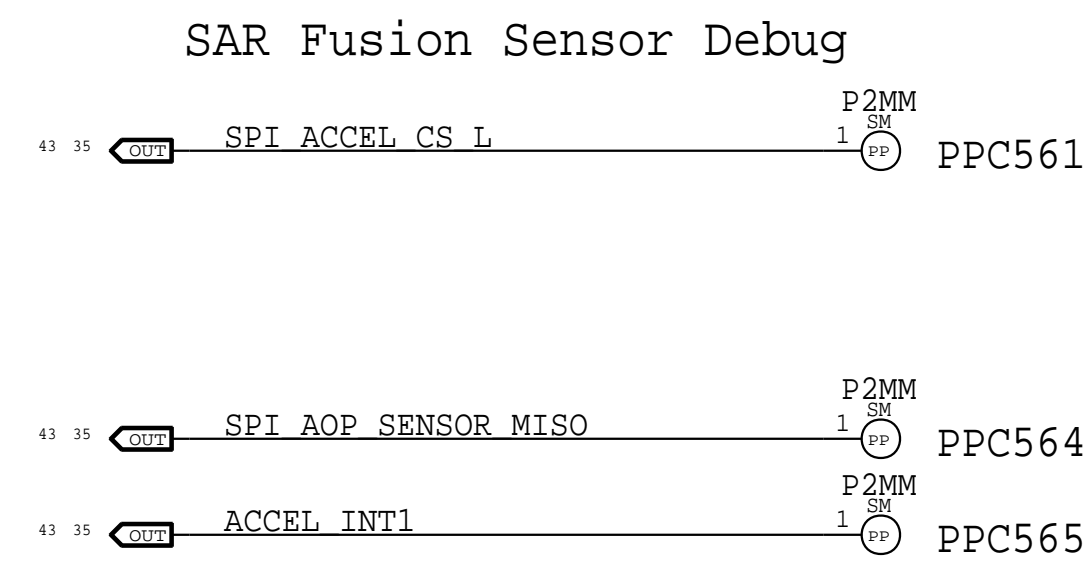 SAR Fusion Sensor Debug
P2MM
SM
43 35 OUT SPI_ACCEL_CS_L 1 PP PPC561
P2MM
SM
43 35 OUT SPI_AOP_SENSOR_MISO 1 PP PPC564
P2MM
SM
43 35 OUT ACCEL_INT1 1 PP PPC565